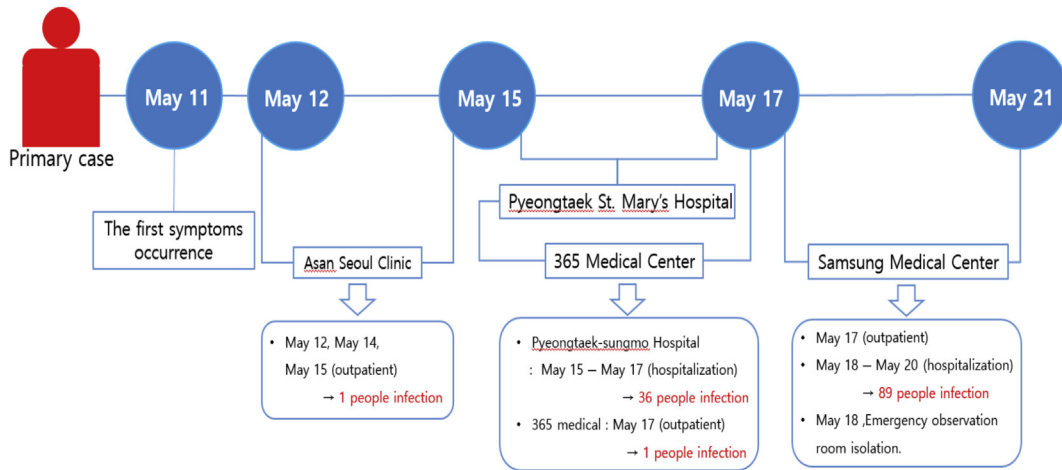 May 11
May 12
May 15
May 17
May 21
Primary case
The first symptoms
occurrence
Pyeongtaek St. Mary's Hospital
Asan Seoul Clinic
365 Medical Center
Samsung Medical Center
• May 12, May 14,
May 15 (outpatient)
→ 1 people infection
• Pyeongtaek-sungmo Hospital
: May 15 – May 17 (hospitalization)
→ 36 people infection
• 365 medical : May 17 (outpatient)
→ 1 people infection
• May 17 (outpatient)
• May 18 – May 20 (hospitalization)
→ 89 people infection
• May 18 ,Emergency observation
room isolation.